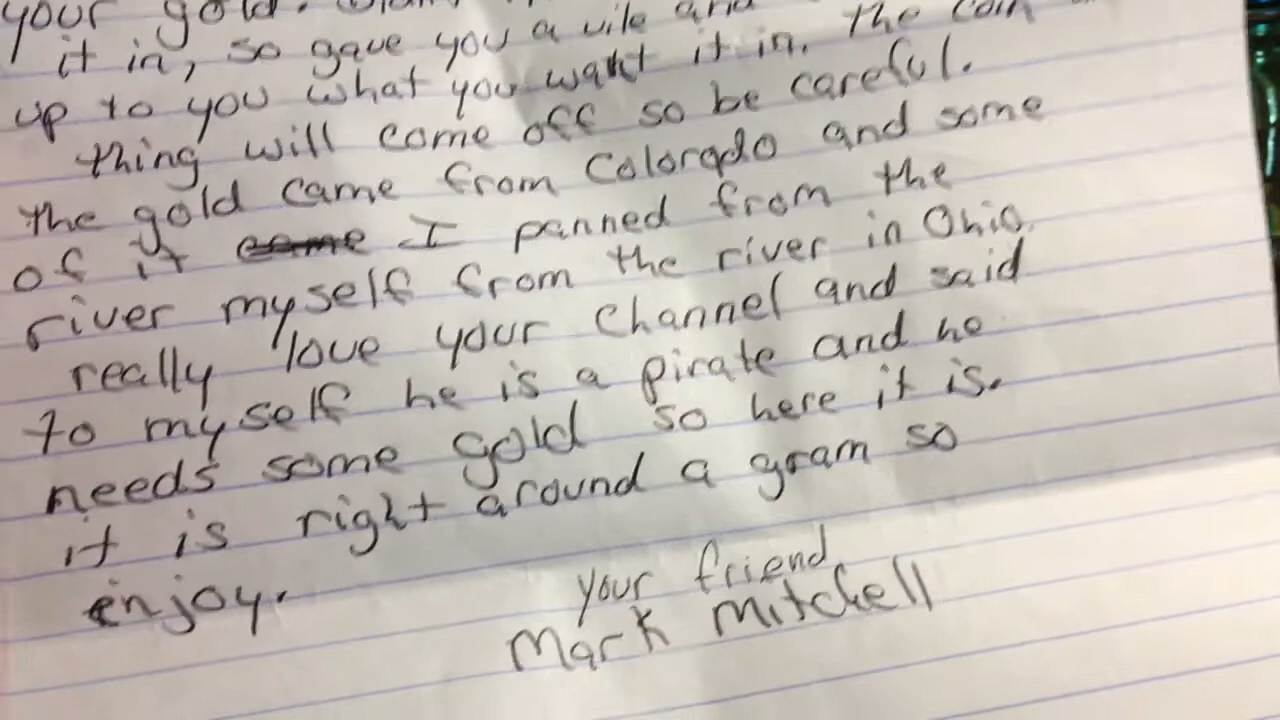 your gold.
it in, so gave you a vile and
up to you what you want it in. The coin
thing will come off so be careful.
the gold came from Colorado and some
of it came I panned from the
river myself from the river in Ohio.
really love your channel and said
to myself he is a pirate and he
needs some gold so here it is.
it is right around a gram so
enjoy.
your friend
Mark Mitchell